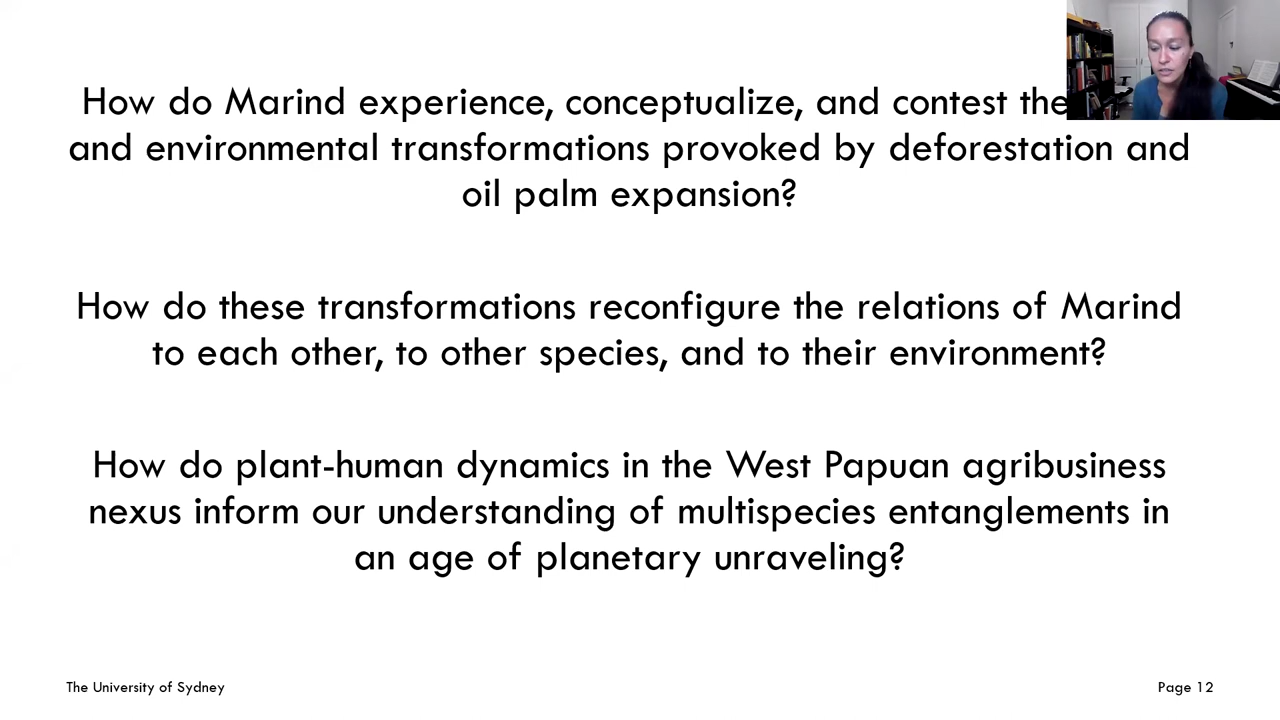 How do Marind experience, conceptualize, and contest the
and environmental transformations provoked by deforestation and
oil palm expansion?
How do these transformations reconfigure the relations of Marind
to each other, to other species, and to their environment?
How do plant-human dynamics in the West Papuan agribusiness
nexus inform our understanding of multispecies entanglements in
an age of planetary unraveling?
The University of Sydney
Page 12